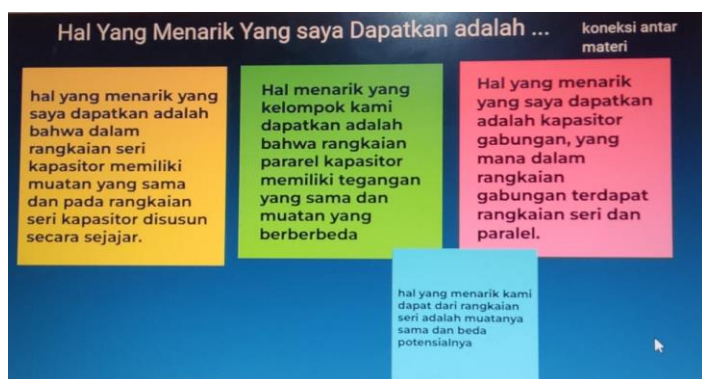 Hal Yang Menarik Yang saya Dapatkan adalah ...
koneksi antar
materi
hal yang menarik yang
saya dapatkan adalah
bahwa dalam
rangkaian seri
kapasitor memiliki
muatan yang sama
dan pada rangkaian
seri kapasitor disusun
secara sejajar.
Hal menarik yang
kelompok kami
dapatkan adalah
bahwa rangkaian
pararel kapasitor
memiliki tegangan
yang sama dan
muatan yang
berberbeda
Hal yang menarik
yang saya dapatkan
adalah kapasitor
gabungan, yang
mana dalam
rangkaian
gabungan terdapat
rangkaian seri dan
paralel.
hal yang menarik kami
dapat dari rangkaian
seri adalah muatanya
sama dan beda
potensialnya